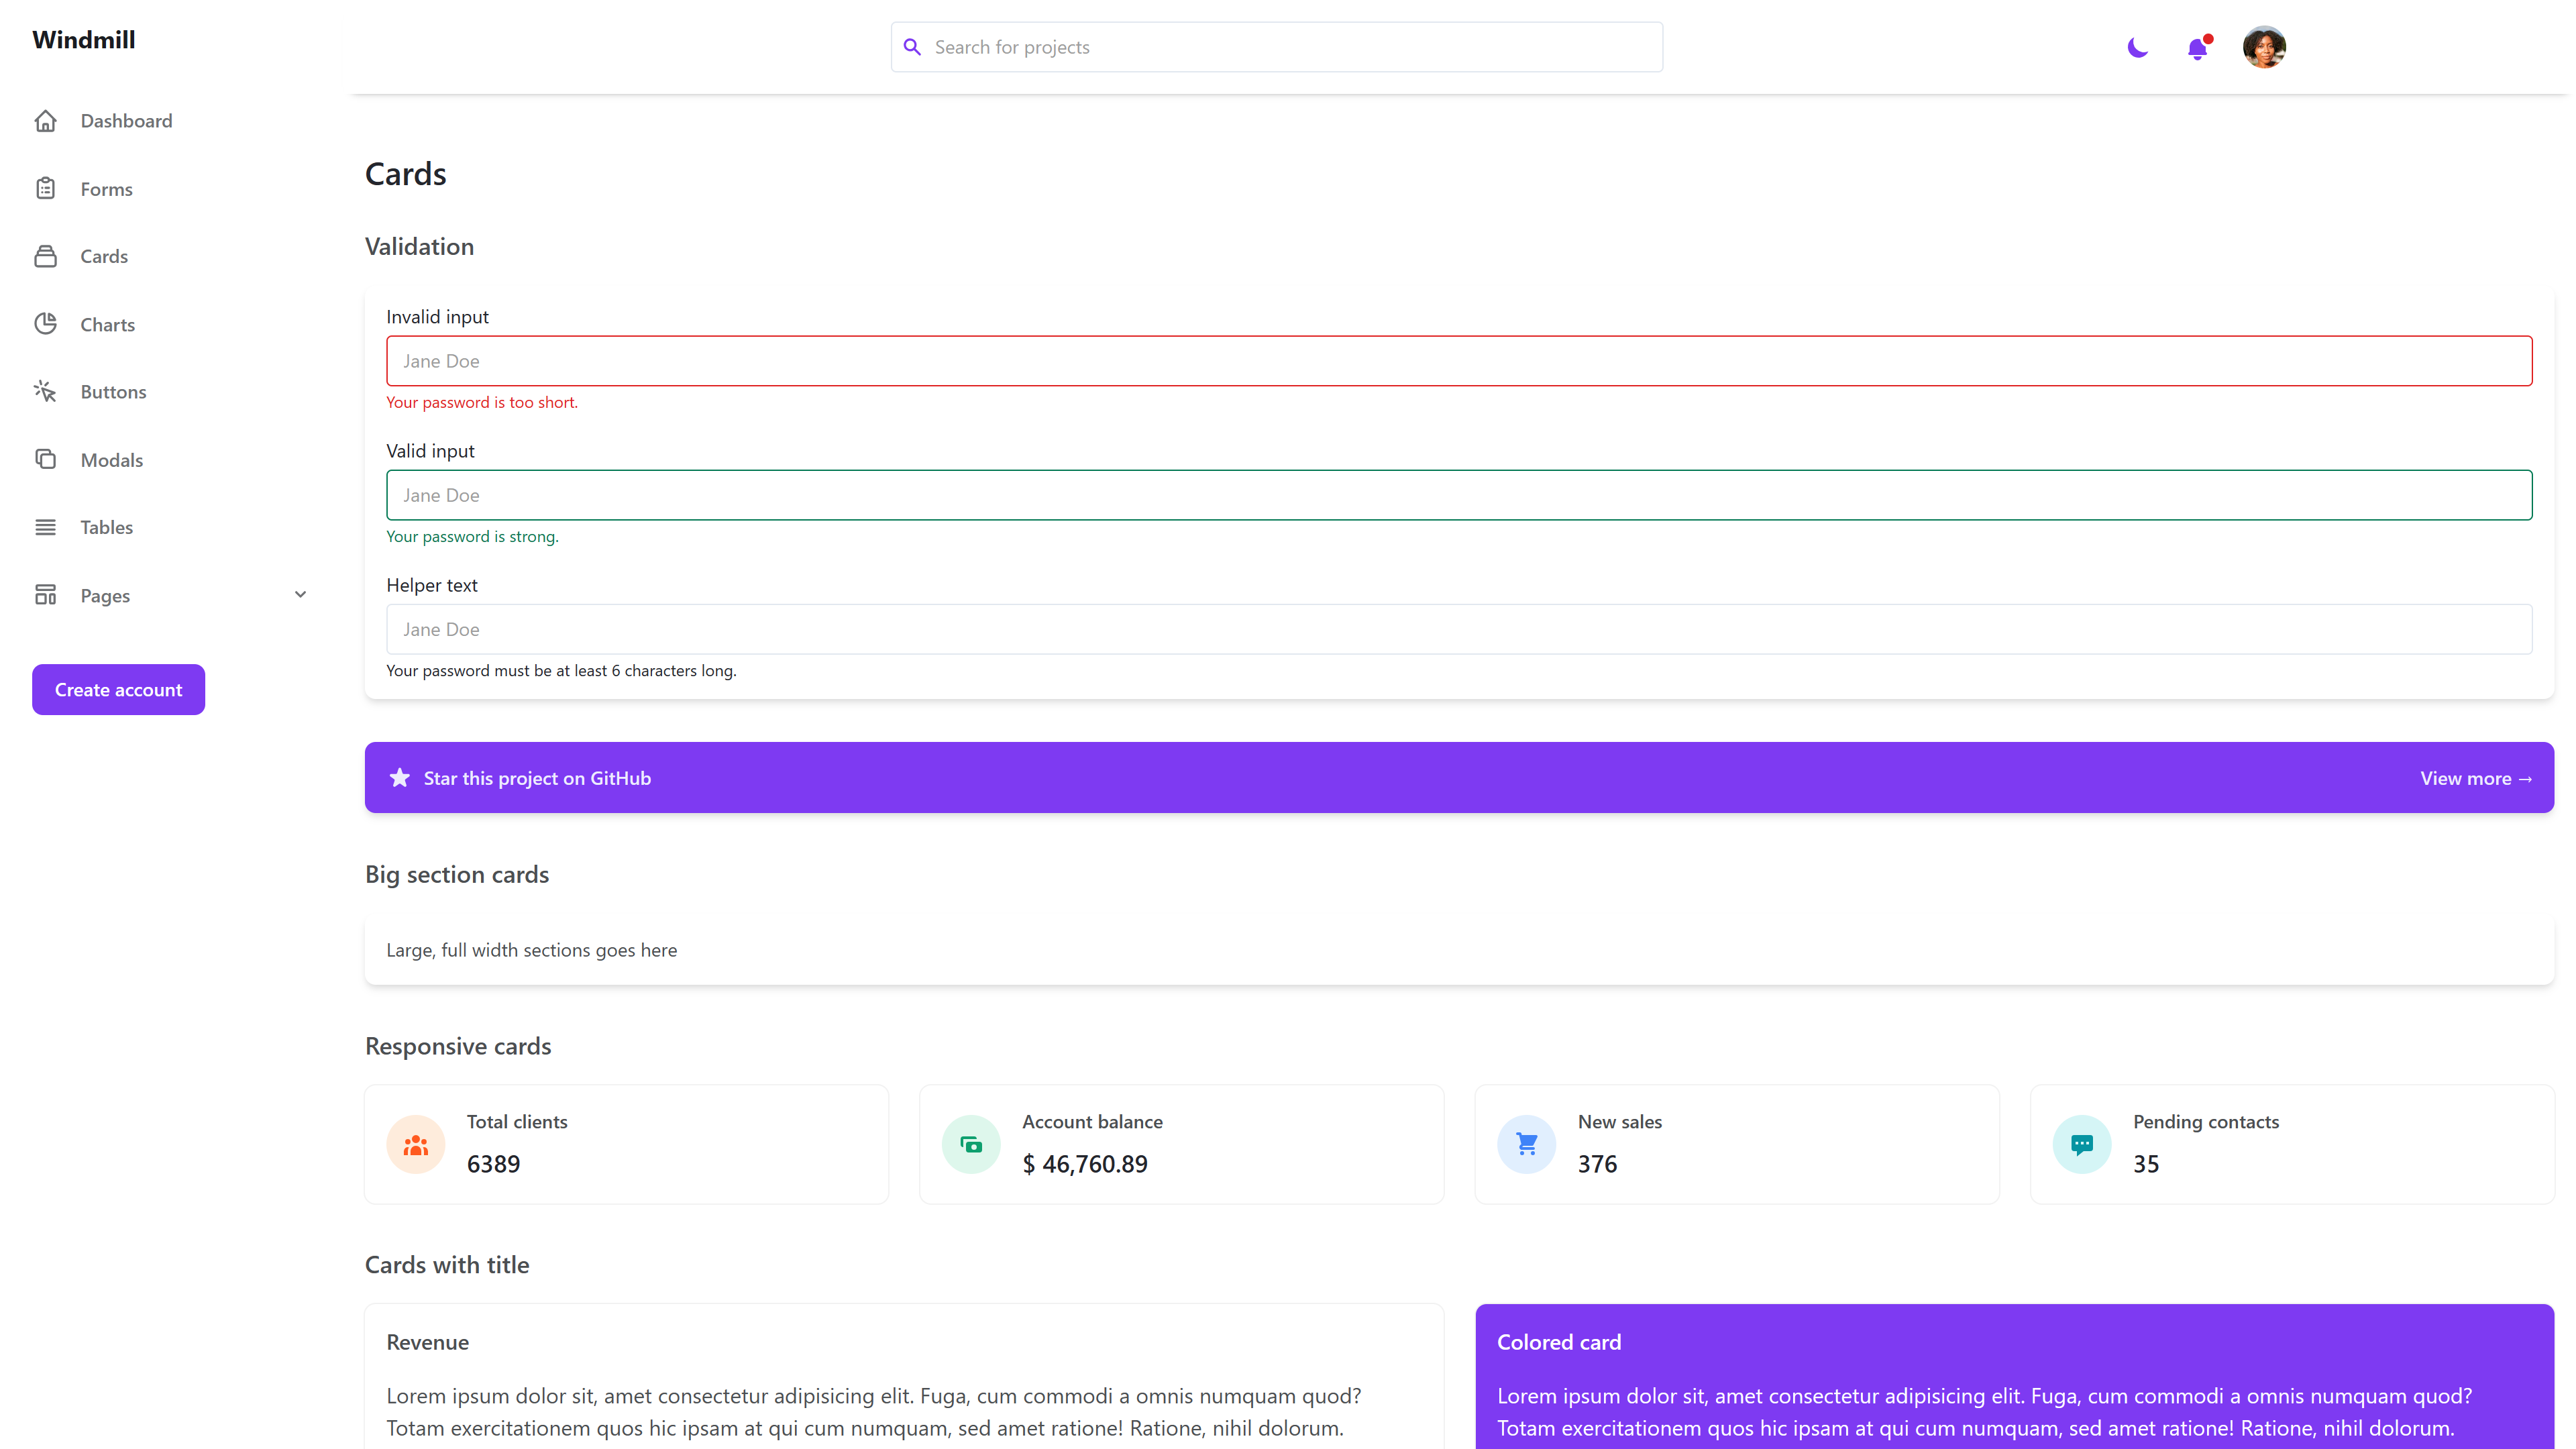 Windmill
Search for projects
Dashboard
Forms
Cards
Charts
Buttons
Modals
Tables
Pages
Create account
Cards
Validation
Invalid input
Jane Doe
Your password is too short.
Valid input
Jane Doe
Your password is strong.
Helper text
Jane Doe
Your password must be at least 6 characters long.
Star this project on GitHub
View more →
Big section cards
Large, full width sections goes here
Responsive cards
Total clients
6389
Account balance
$ 46,760.89
New sales
376
Pending contacts
35
Cards with title
Revenue
Lorem ipsum dolor sit, amet consectetur adipisicing elit. Fuga, cum commodi a omnis numquam quod?
Totam exercitationem quos hic ipsam at qui cum numquam, sed amet ratione! Ratione, nihil dolorum.
Colored card
Lorem ipsum dolor sit, amet consectetur adipisicing elit. Fuga, cum commodi a omnis numquam quod?
Totam exercitationem quos hic ipsam at qui cum numquam, sed amet ratione! Ratione, nihil dolorum.